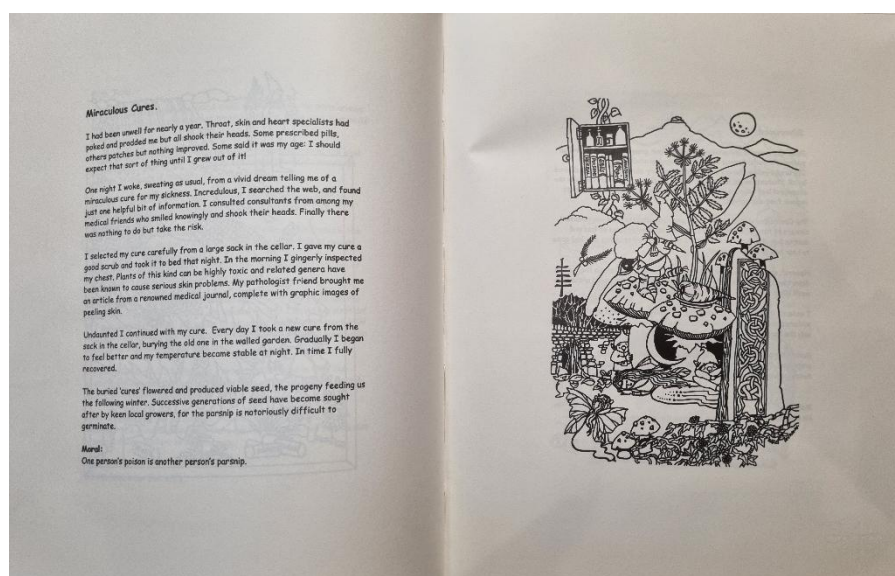 Miraculous Cures.
I had been unwell for nearly a year. Throat, skin and heart specialists had
poked and prodded me but all shook their heads. Some prescribed pills,
others patches but nothing improved. Some said it was my age: I should
expect that sort of thing until I grew out of it!
One night I woke, sweating as usual, from a vivid dream telling me of a
miraculous cure for my sickness. Incredulous, I searched the web, and found
just one helpful bit of information. I consulted consultants from among my
medical friends who smiled knowingly and shook their heads. Finally there
was nothing to do but take the risk.
I selected my cure carefully from a large sack in the cellar. I gave my cure a
good scrub and took it to bed that night. In the morning I gingerly inspected
my chest, Plants of this kind can be highly toxic and related genera have
been known to cause serious skin problems. My pathologist friend brought me
an article from a renowned medical journal, complete with graphic images of
peeling skin.
Undaunted I continued with my cure. Every day I took a new cure from the
sack in the cellar, burying the old one in the walled garden. Gradually I began
to feel better and my temperature became stable at night. In time I fully
recovered.
The buried 'cures' flowered and produced viable seed, the progeny feeding us
the following winter. Successive generations of seed have become sought
after by keen local growers, for the parsnip is notoriously difficult to
germinate.
Moral:
One person's poison is another person's parsnip.